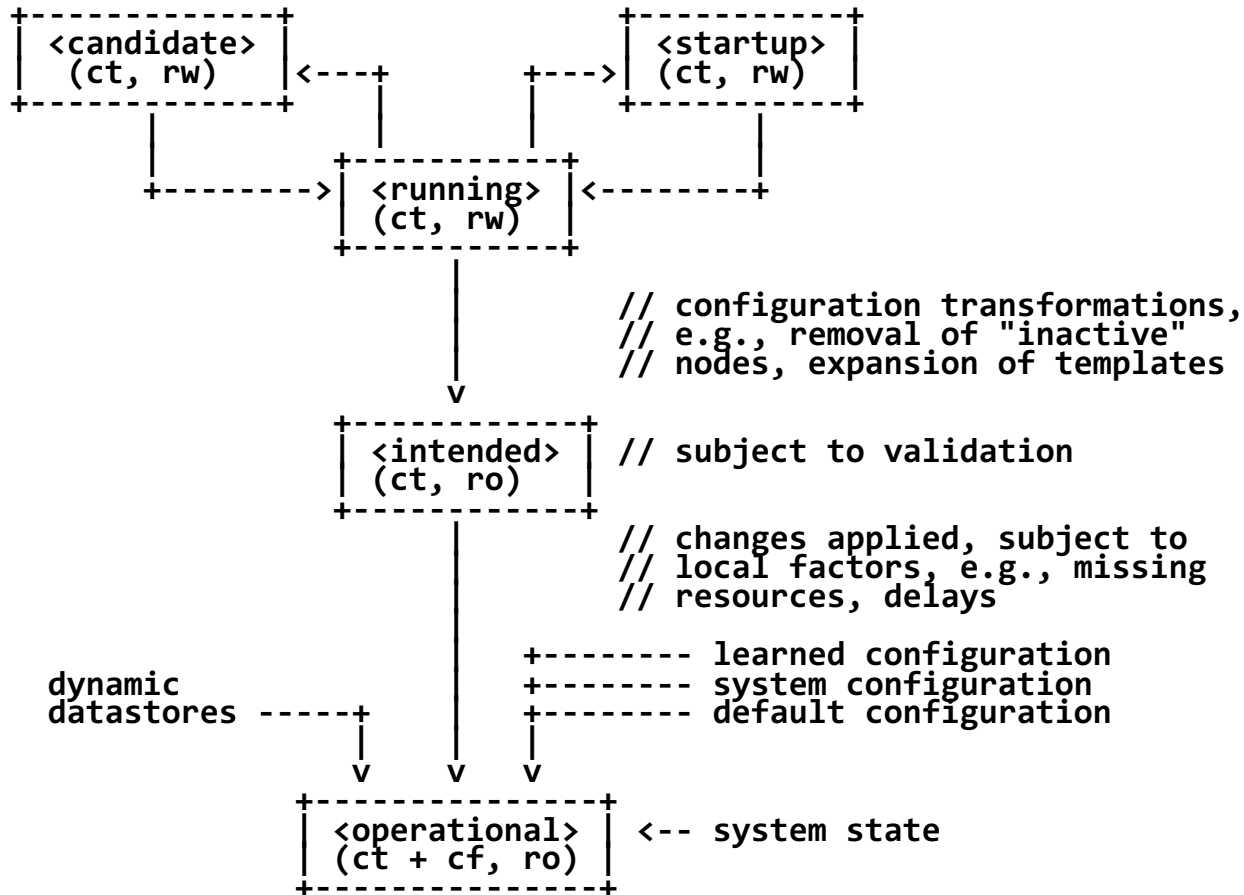 <candidate>
(ct, rw)
<startup>
(ct, rw)
<running>
(ct, rw)
// configuration transformations,
// e.g., removal of "inactive"
// nodes, expansion of templates
<intended>
(ct, ro)
// subject to validation
// changes applied, subject to
// local factors, e.g., missing
// resources, delays
dynamic
datastores
learned configuration
system configuration
default configuration
<operational>
(ct + cf, ro)
<-- system state